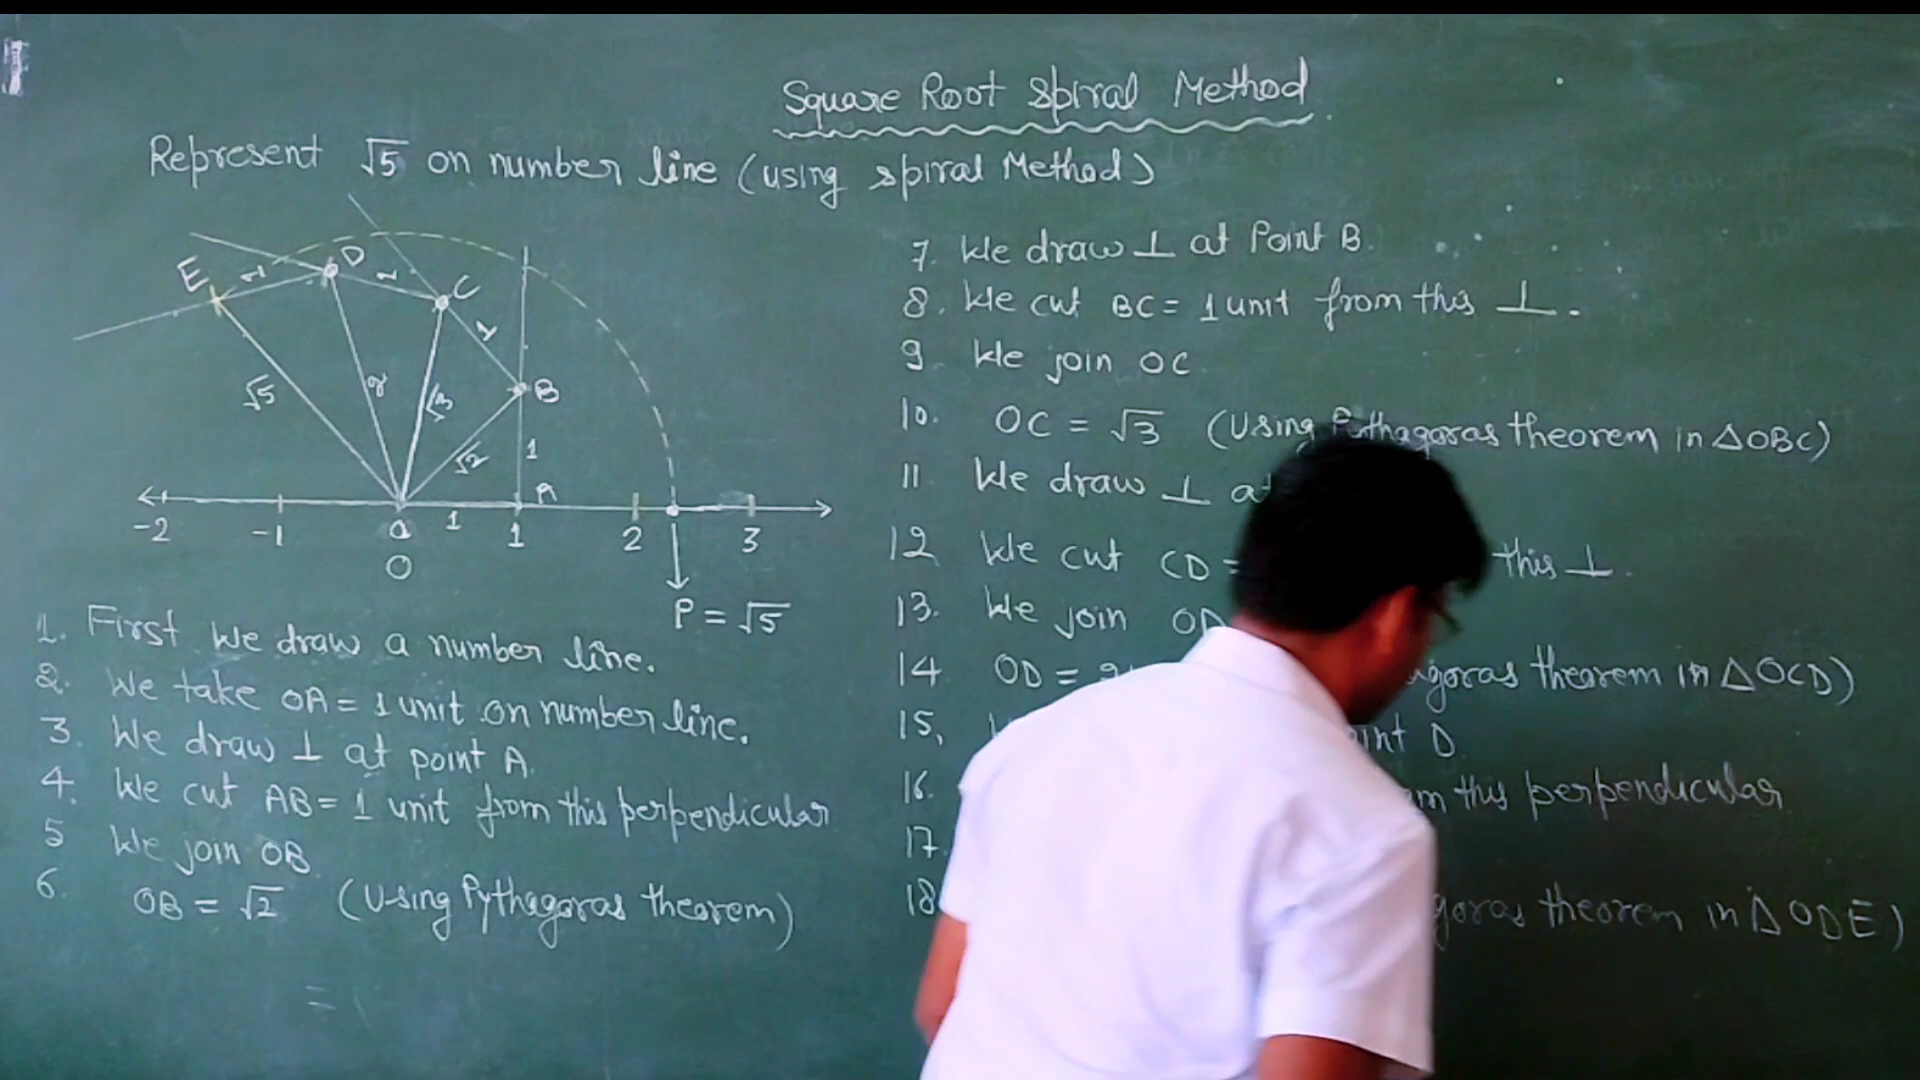 Square Root Spiral Method
Represent √5 on number line (using spiral Method)
E
1
D
1
C
1
B
√5
2
√3
√2
1
A
-2 -1 0 1 1 2 3
O
P = √5
1. First we draw a number line.
2. We take OA = 1 unit on number line.
3. We draw ⊥ at point A.
4. We cut AB = 1 unit from this perpendicular
5 We join OB.
6. OB = √2 (Using Pythagoras theorem)
=
7. We draw ⊥ at Point B.
8. We cut BC = 1 unit from this ⊥.
9 We join OC
10. OC = √3 (Using Pythagoras theorem in △OBC)
11 We draw ⊥
12 We cut CD = this ⊥.
13. We join OD
14 OD = theorem in △OCD)
15, D.
16. this perpendicular
17.
18 theorem in △ODE)